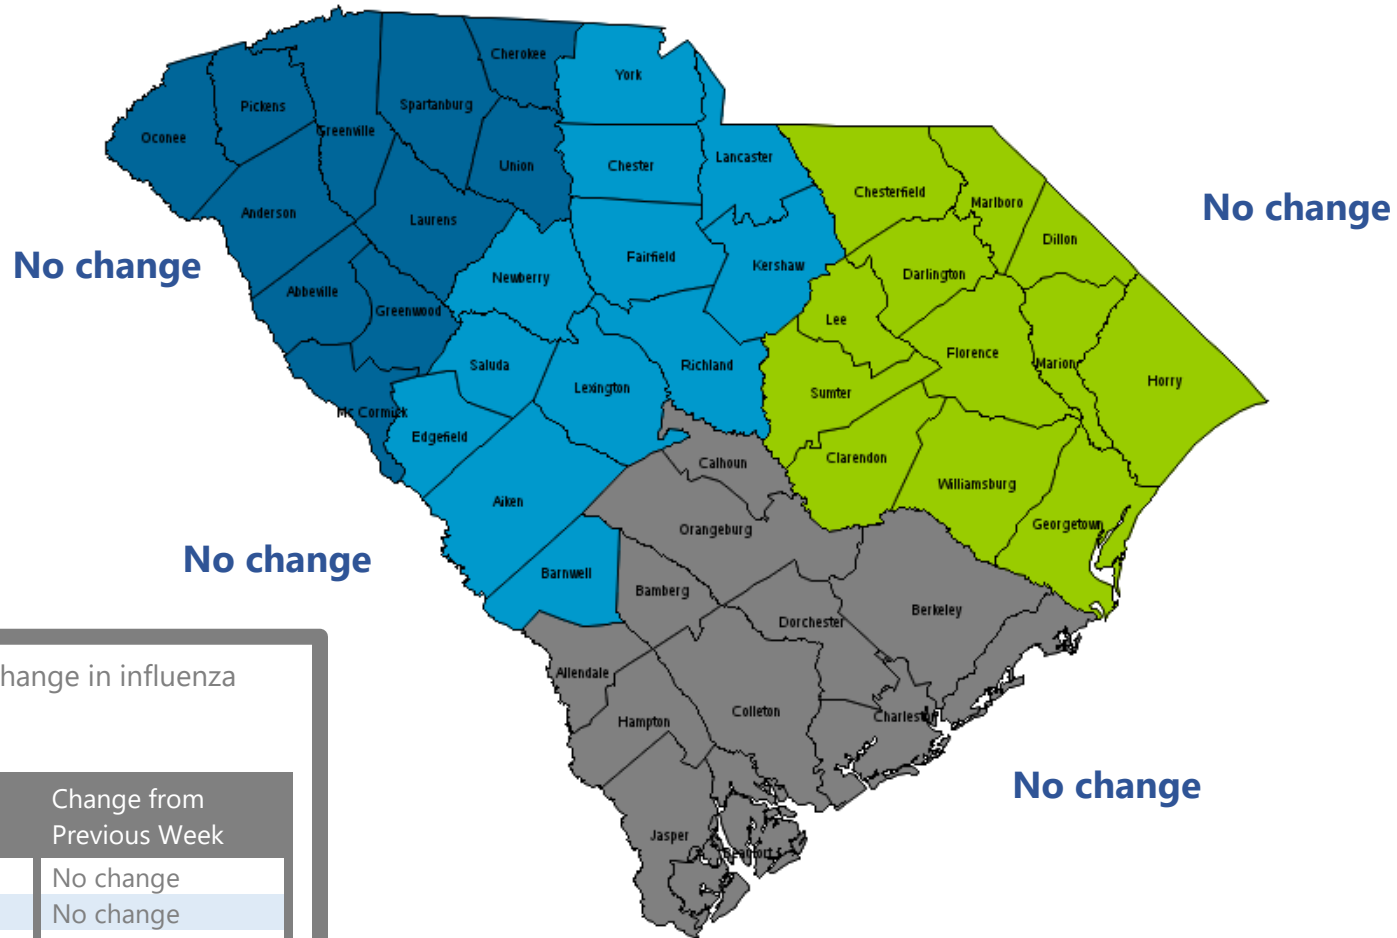 Cherokee
York
Pickens
Spartanburg
Greenville
Oconee
Union
Chester
Lancaster
Chesterfield
Marlboro
No change
Anderson
Laurens
Dillon
No change
Newberry
Fairfield
Kershaw
Darlington
Abbeville
Greenwood
Lee
Saluda
Richland
Florence
Marion
Horry
Lexington
Sumter
Mc Cormick
Edgefield
Calhoun
Clarendon
Williamsburg
Aiken
Orangeburg
Georgetown
No change
Barnwell
Bamberg
Dorchester
Berkeley
hange in influenza
Allendale
Hampton
Colleton
Charleston
No change
Change from
Previous Week
Jasper
Beaufort
No change
No change